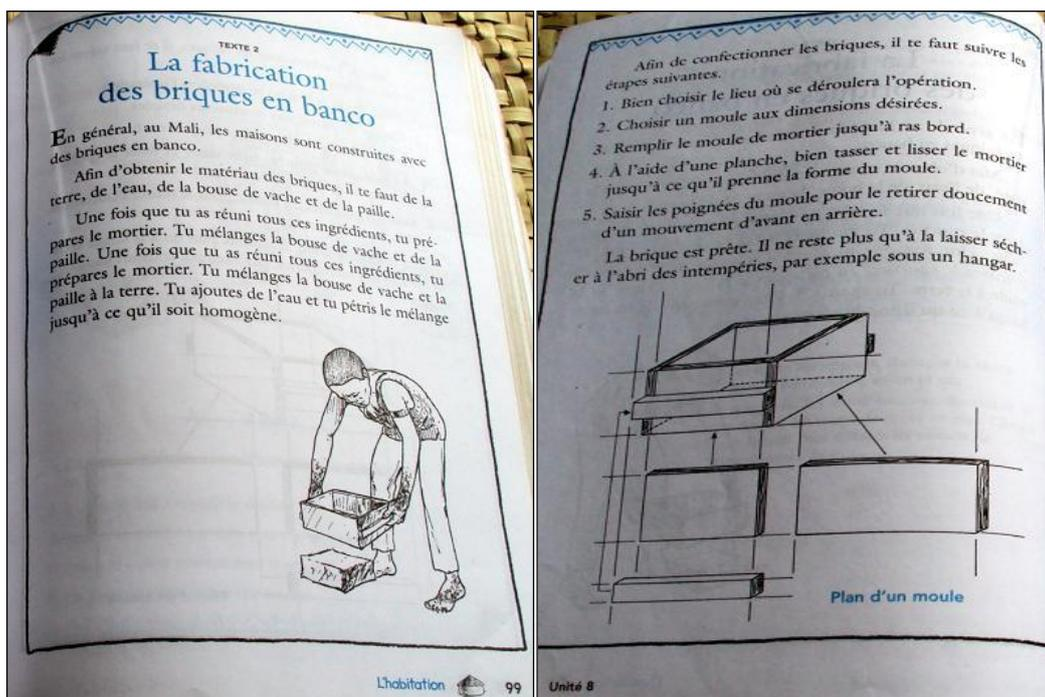 TEXTE 2
La fabrication
des briques en banco
En général, au Mali, les maisons sont construites avec
des briques en banco.
Afin d'obtenir le matériau des briques, il te faut de la
terre, de l'eau, de la bouse de vache et de la paille.
Une fois que tu as réuni tous ces ingrédients, tu pré-
pares le mortier. Tu mélanges la bouse de vache et de la
paille. Une fois que tu as réuni tous ces ingrédients, tu
prépares le mortier. Tu mélanges la bouse de vache et la
paille à la terre. Tu ajoutes de l'eau et tu pétris le mélange
jusqu'à ce qu'il soit homogène.
L'habitation 99
Afin de confectionner les briques, il te faut suivre les
étapes suivantes.
1. Bien choisir le lieu où se déroulera l'opération.
2. Choisir un moule aux dimensions désirées.
3. Remplir le moule de mortier jusqu'à ras bord.
4. À l'aide d'une planche, bien tasser et lisser le mortier
jusqu'à ce qu'il prenne la forme du moule.
5. Saisir les poignées du moule pour le retirer doucement
d'un mouvement d'avant en arrière.
La brique est prête. Il ne reste plus qu'à la laisser séch-
er à l'abri des intempéries, par exemple sous un hangar.
Plan d'un moule
Unité 8